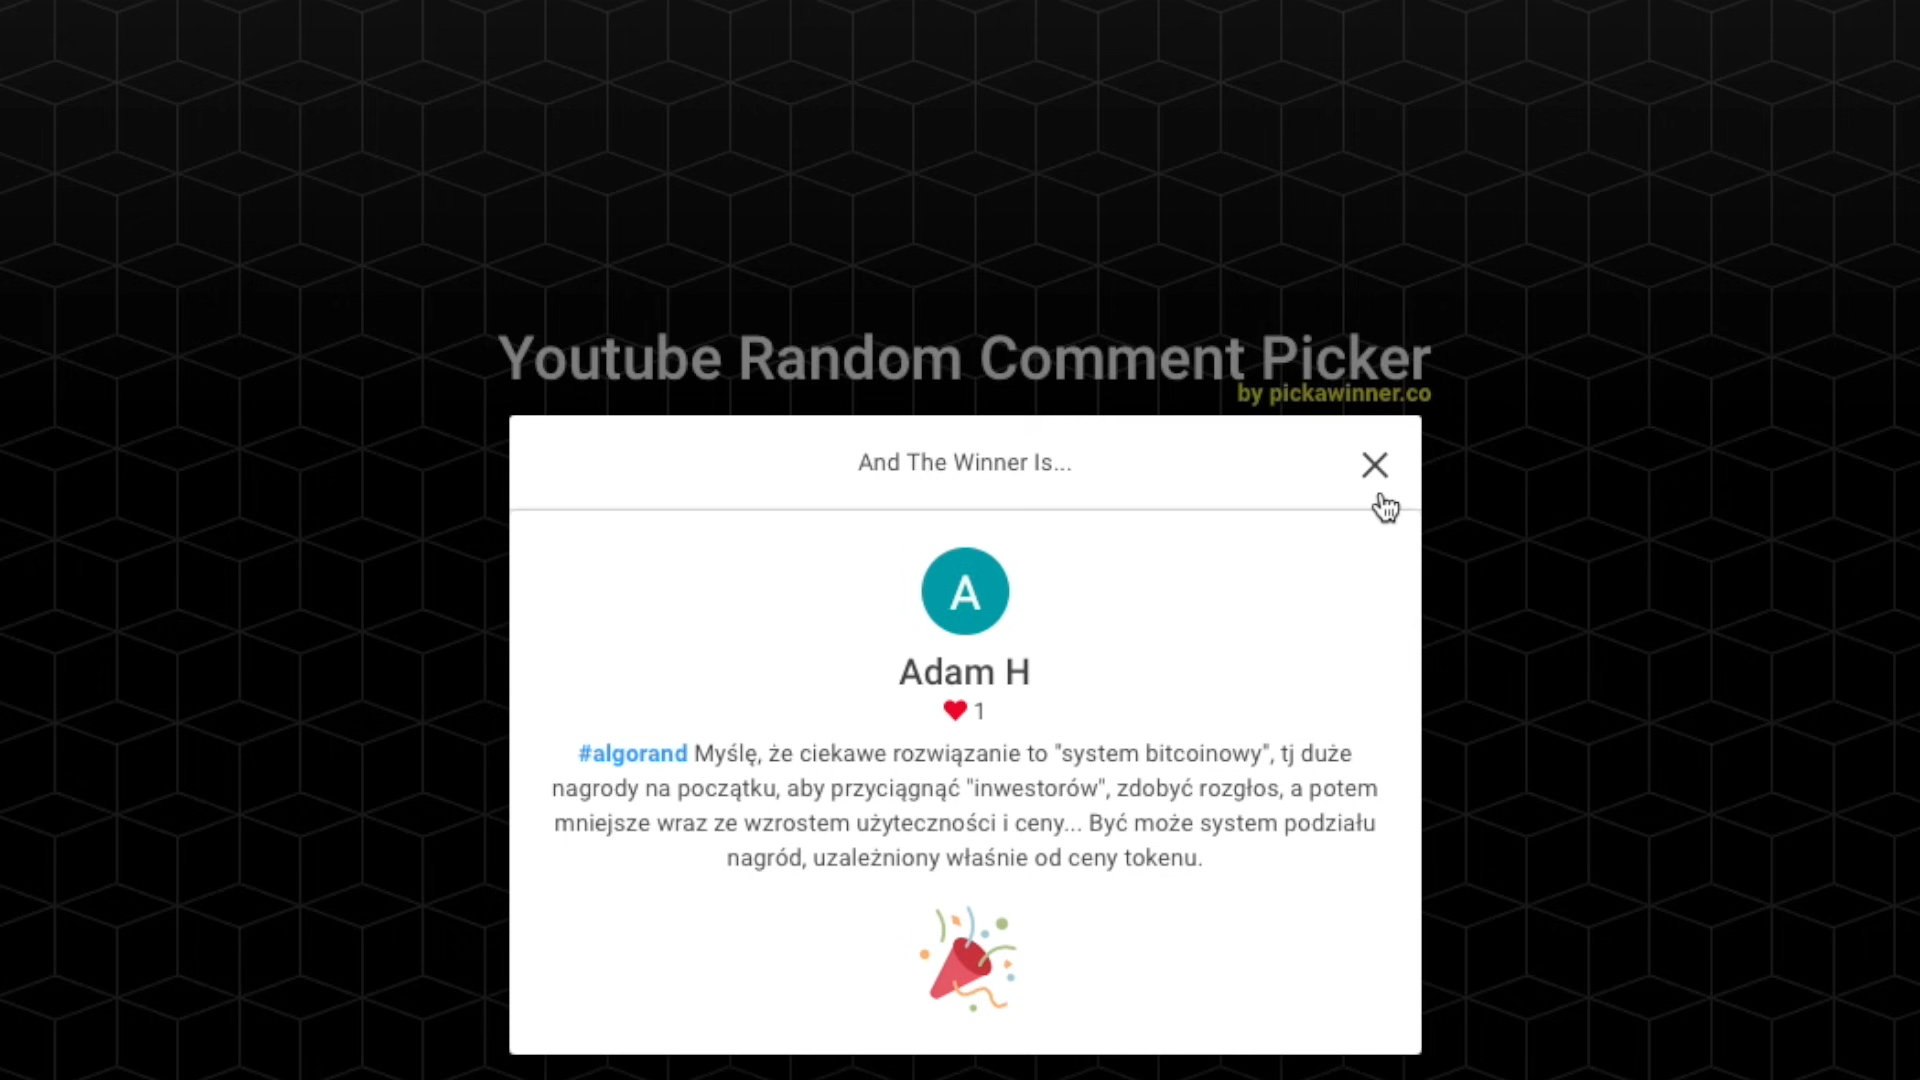 Youtube Random Comment Picker
by pickawinner.co
And The Winner Is...
A
Adam H
1
#algorand Myślę, że ciekawe rozwiązanie to "system bitcoinowy", tj duże
nagrody na początku, aby przyciągnąć "inwestorów", zdobyć rozgłos, a potem
mniejsze wraz ze wzrostem użyteczności i ceny... Być może system podziału
nagród, uzależniony właśnie od ceny tokenu.